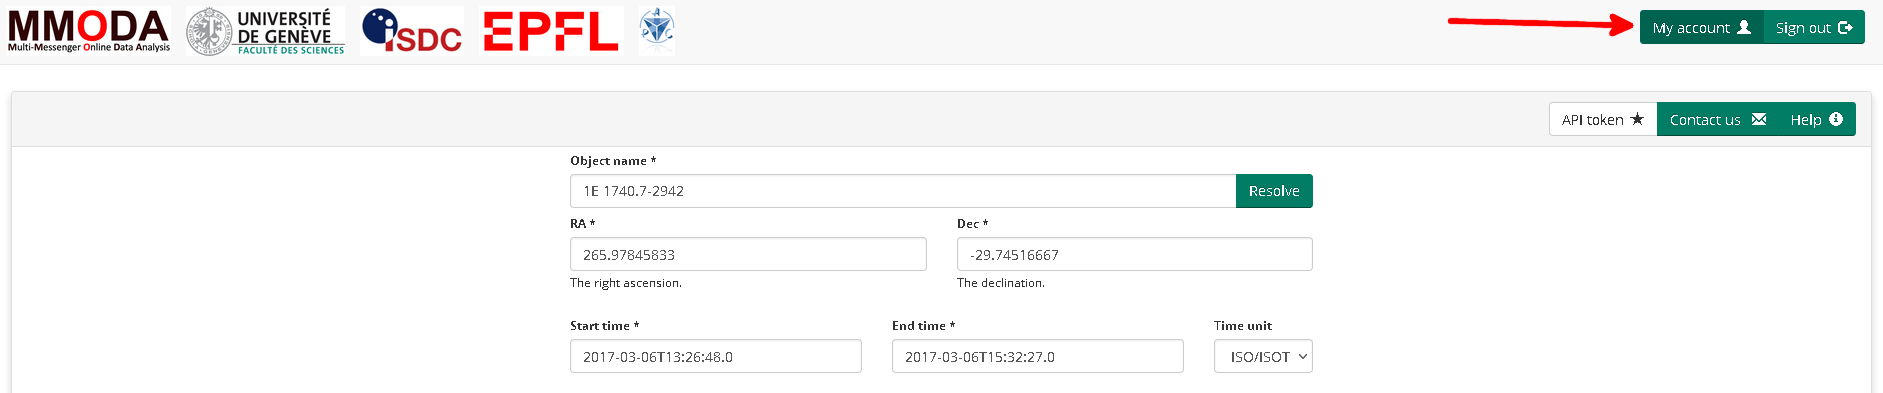 MMODA
Multi-Messenger Online Data Analysis
UNIVERSITÉ
DE GENÈVE
FACULTÉ DES SCIENCES
iSDC
EPFL
My account
Sign out
API token
Contact us
Help
Object name *
1E 1740.7-2942
Resolve
RA *
Dec *
265.97845833
-29.74516667
The right ascension.
The declination.
Start time *
End time *
Time unit
2017-03-06T13:26:48.0
2017-03-06T15:32:27.0
ISO/ISOT